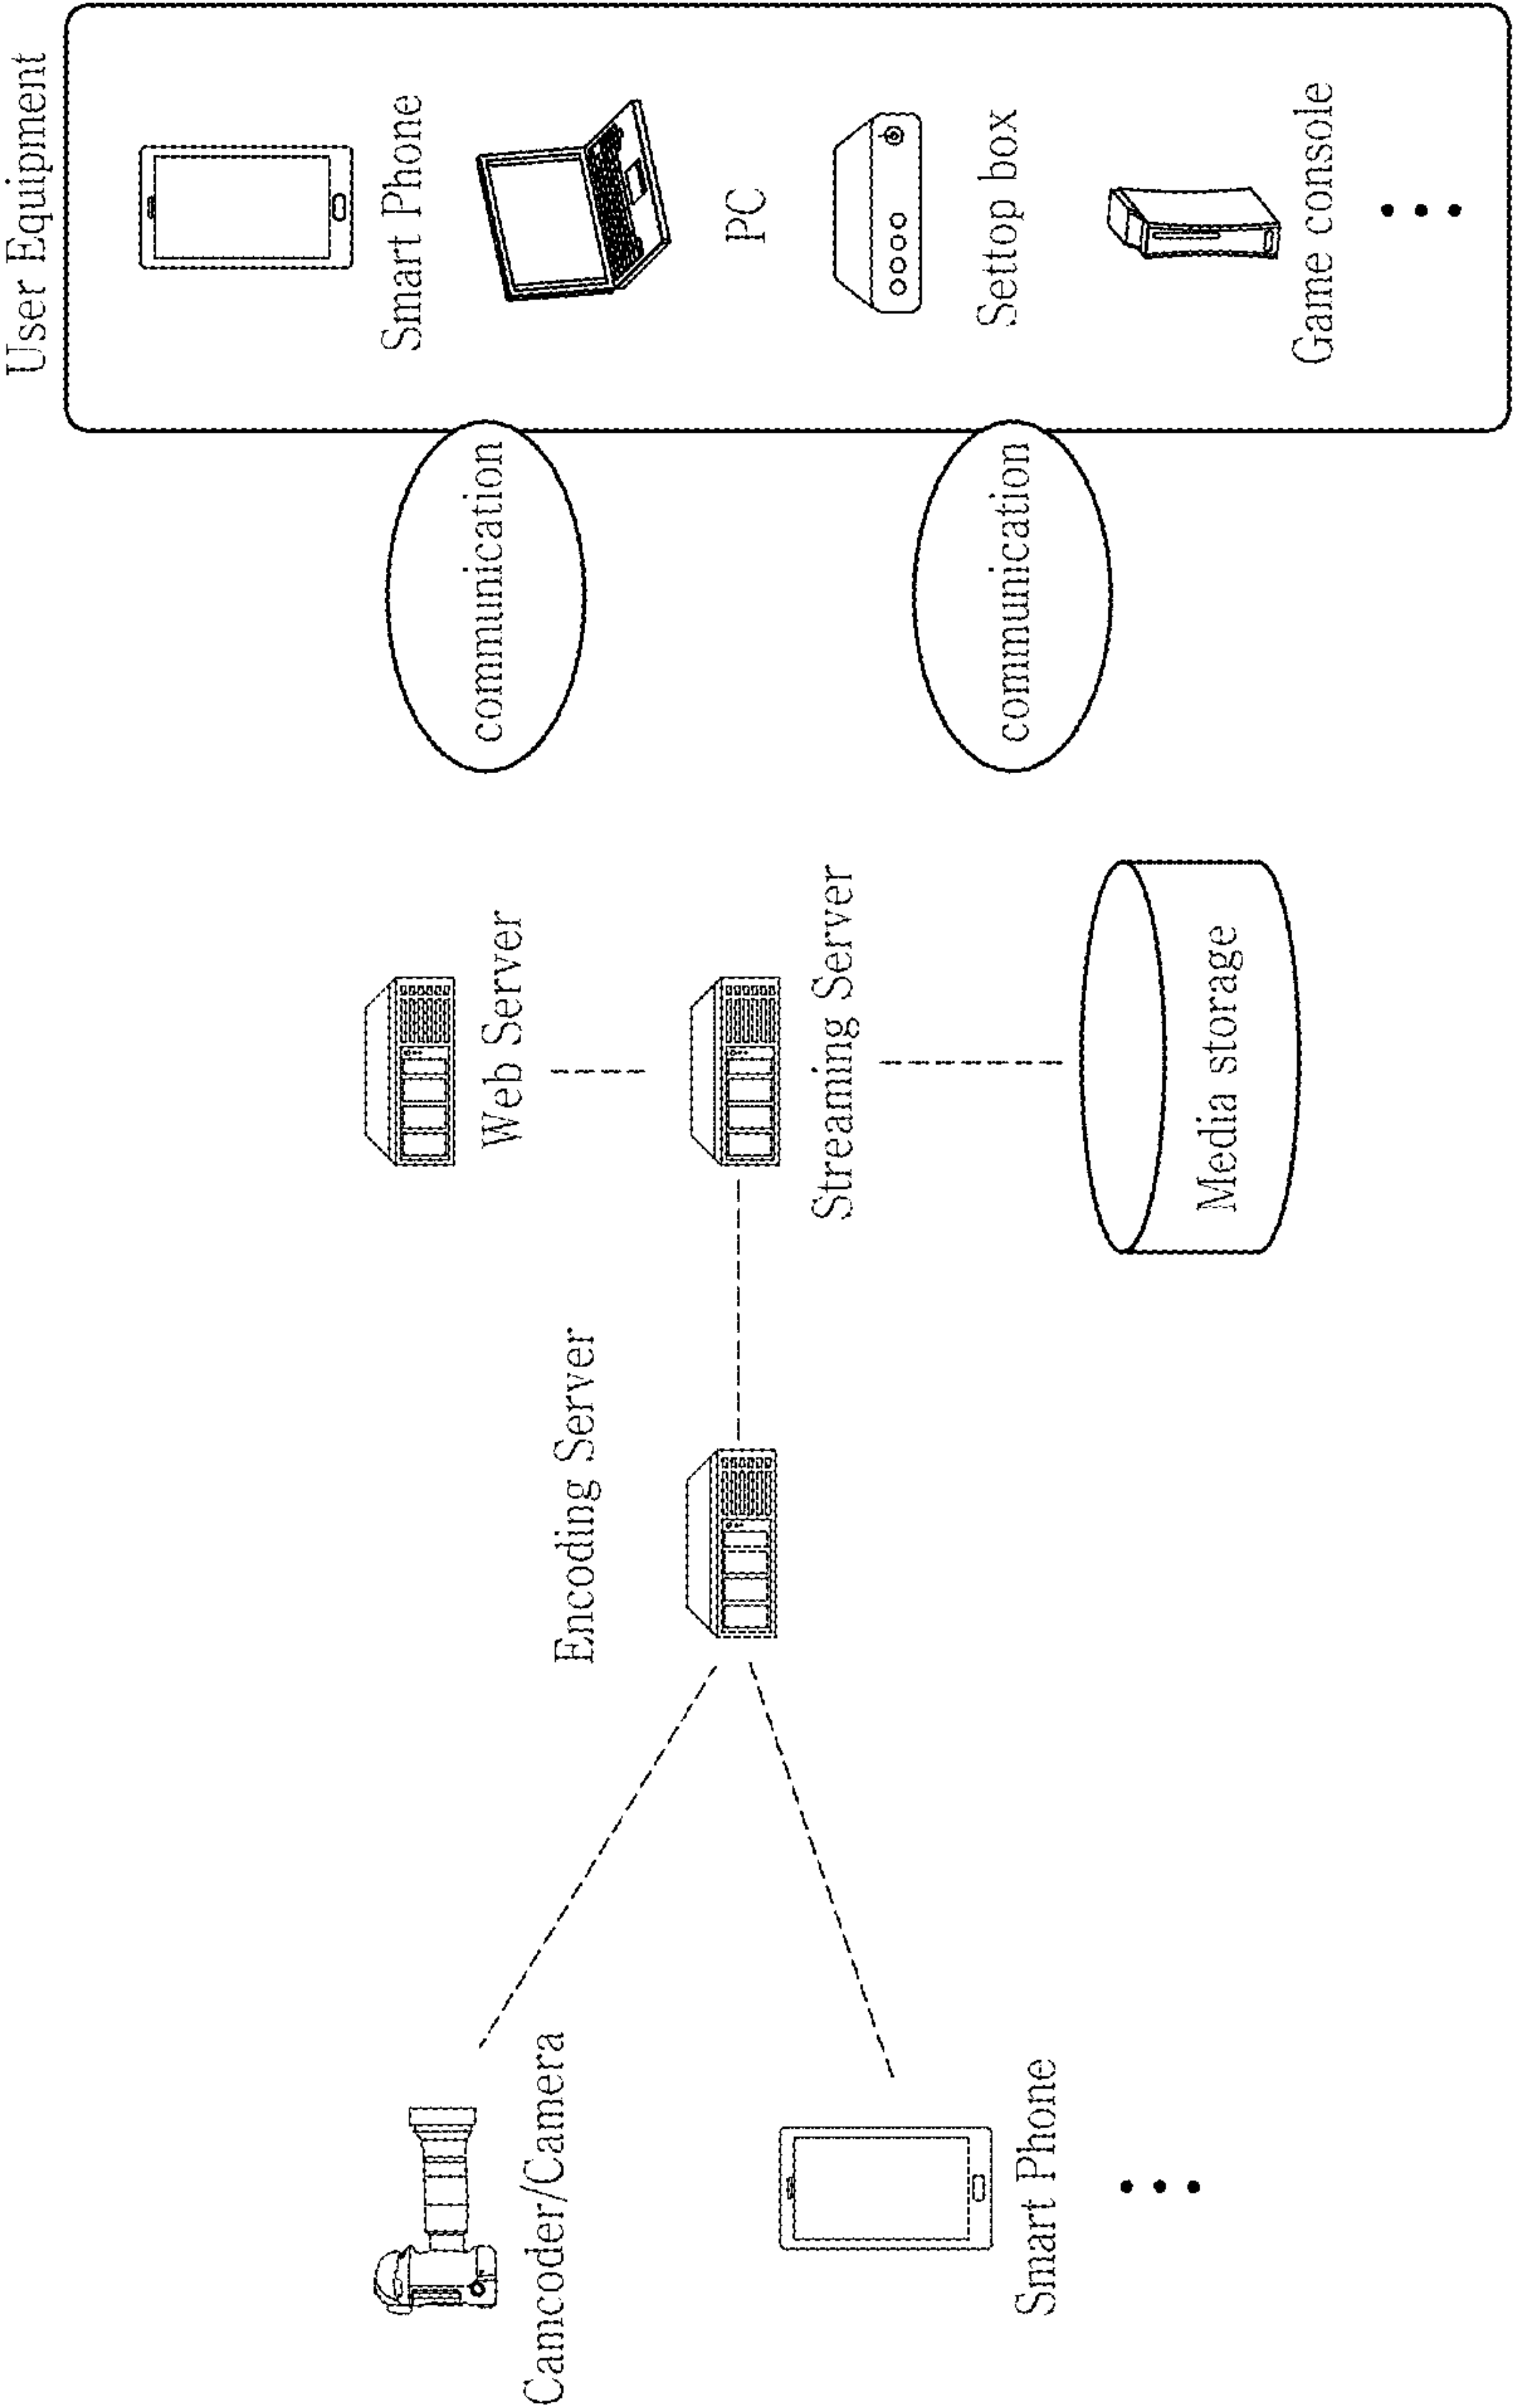 User Equipment
Smart Phone
PC
Settop box
Game console
communication
communication
Web Server
Streaming Server
Media storage
Encoding Server
Camcoder/Camera
Smart Phone